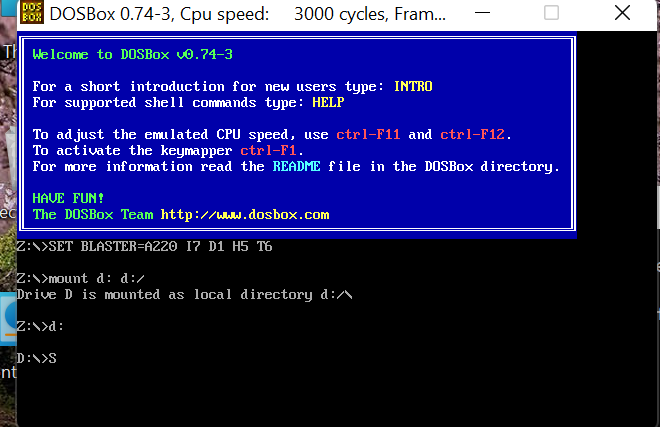 DOS
BOX
DOSBox 0.74-3, Cpu speed:    3000 cycles, Fram...
Welcome to DOSBox v0.74-3
For a short introduction for new users type: INTRO
For supported shell commands type: HELP
To adjust the emulated CPU speed, use ctrl-F11 and ctrl-F12.
To activate the keymapper ctrl-F1.
For more information read the README file in the DOSBox directory.
HAVE FUN!
The DOSBox Team http://www.dosbox.com
Z:\>SET BLASTER=A220 I7 D1 H5 T6
Z:\>mount d: d:/
Drive D is mounted as local directory d:/\
Z:\>d:
D:\>S